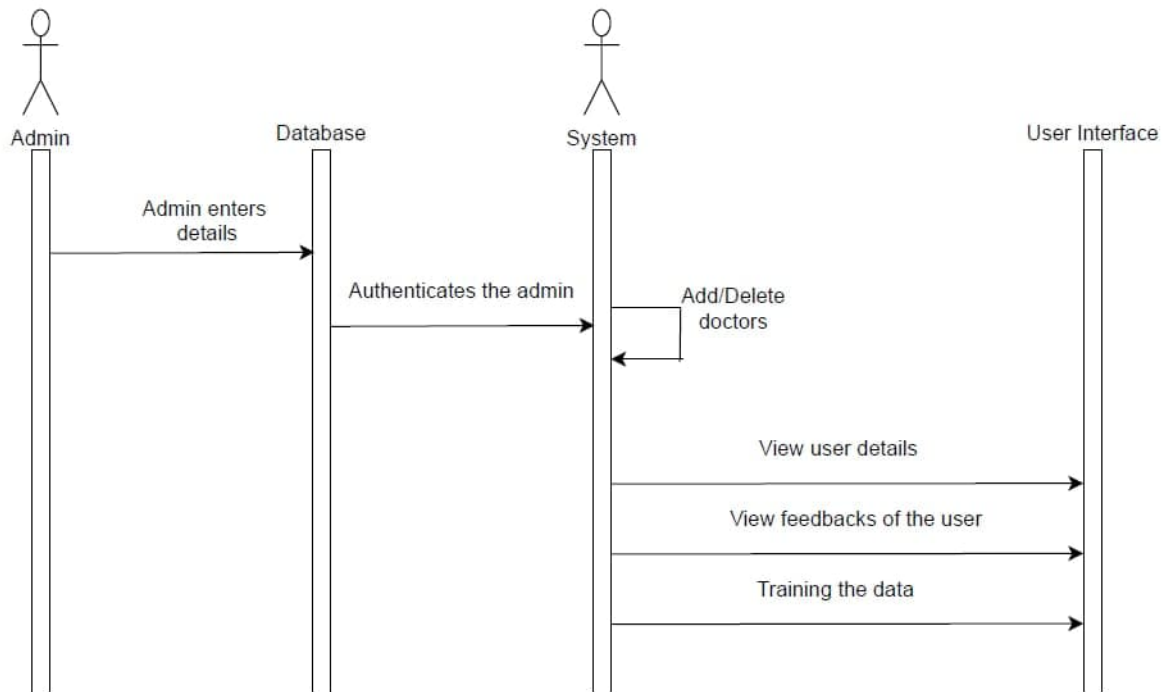 Admin
Database
System
User Interface
Admin enters
details
Authenticates the admin
Add/Delete
doctors
View user details
View feedbacks of the user
Training the data